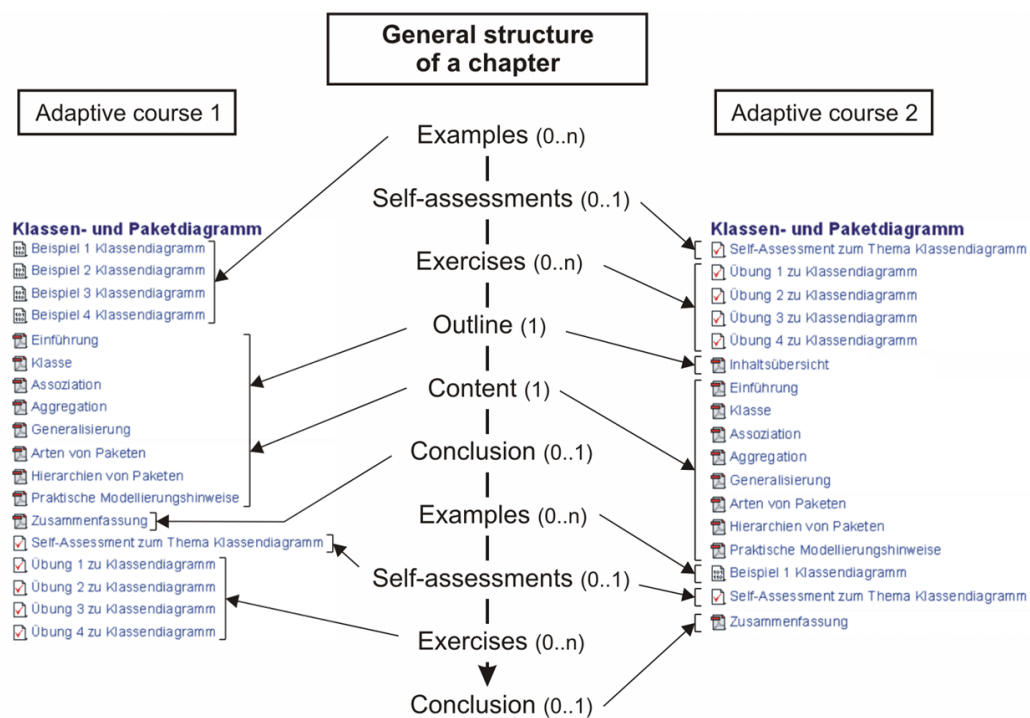 General structure
of a chapter
Adaptive course 1
Klassen- und Paketdiagramm
Beispiel 1 Klassendiagramm
Beispiel 2 Klassendiagramm
Beispiel 3 Klassendiagramm
Beispiel 4 Klassendiagramm
Einführung
Klasse
Assoziation
Aggregation
Generalisierung
Arten von Paketen
Hierarchien von Paketen
Praktische Modellierungshinweise
Zusammenfassung
Self-Assessment zum Thema Klassendiagramm
Übung 1 zu Klassendiagramm
Übung 2 zu Klassendiagramm
Übung 3 zu Klassendiagramm
Übung 4 zu Klassendiagramm
Examples (0..n)
Self-assessments (0..1)
Exercises (0..n)
Outline (1)
Content (1)
Conclusion (0..1)
Examples (0..n)
Self-assessments (0..1)
Exercises (0..n)
Conclusion (0..1)
Adaptive course 2
Klassen- und Paketdiagramm
Self-Assessment zum Thema Klassendiagramm
Übung 1 zu Klassendiagramm
Übung 2 zu Klassendiagramm
Übung 3 zu Klassendiagramm
Übung 4 zu Klassendiagramm
Inhaltsübersicht
Einführung
Klasse
Assoziation
Aggregation
Generalisierung
Arten von Paketen
Hierarchien von Paketen
Praktische Modellierungshinweise
Beispiel 1 Klassendiagramm
Self-Assessment zum Thema Klassendiagramm
Zusammenfassung